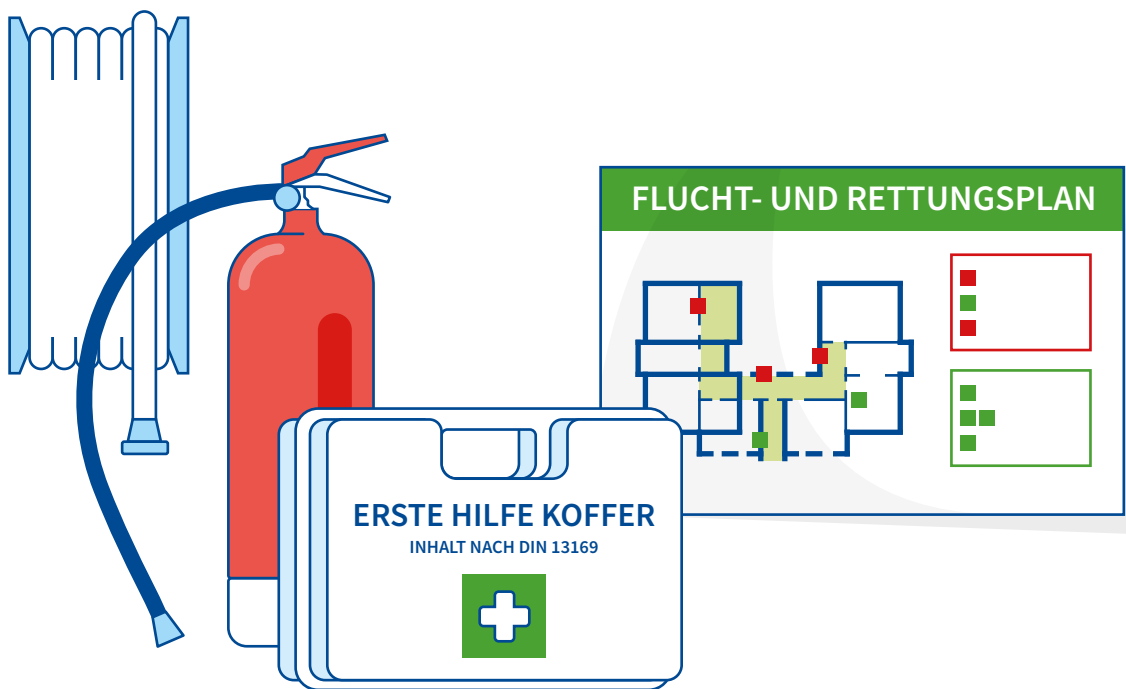 FLUCHT- UND RETTUNGSPLAN
ERSTE HILFE KOFFER
INHALT NACH DIN 13169